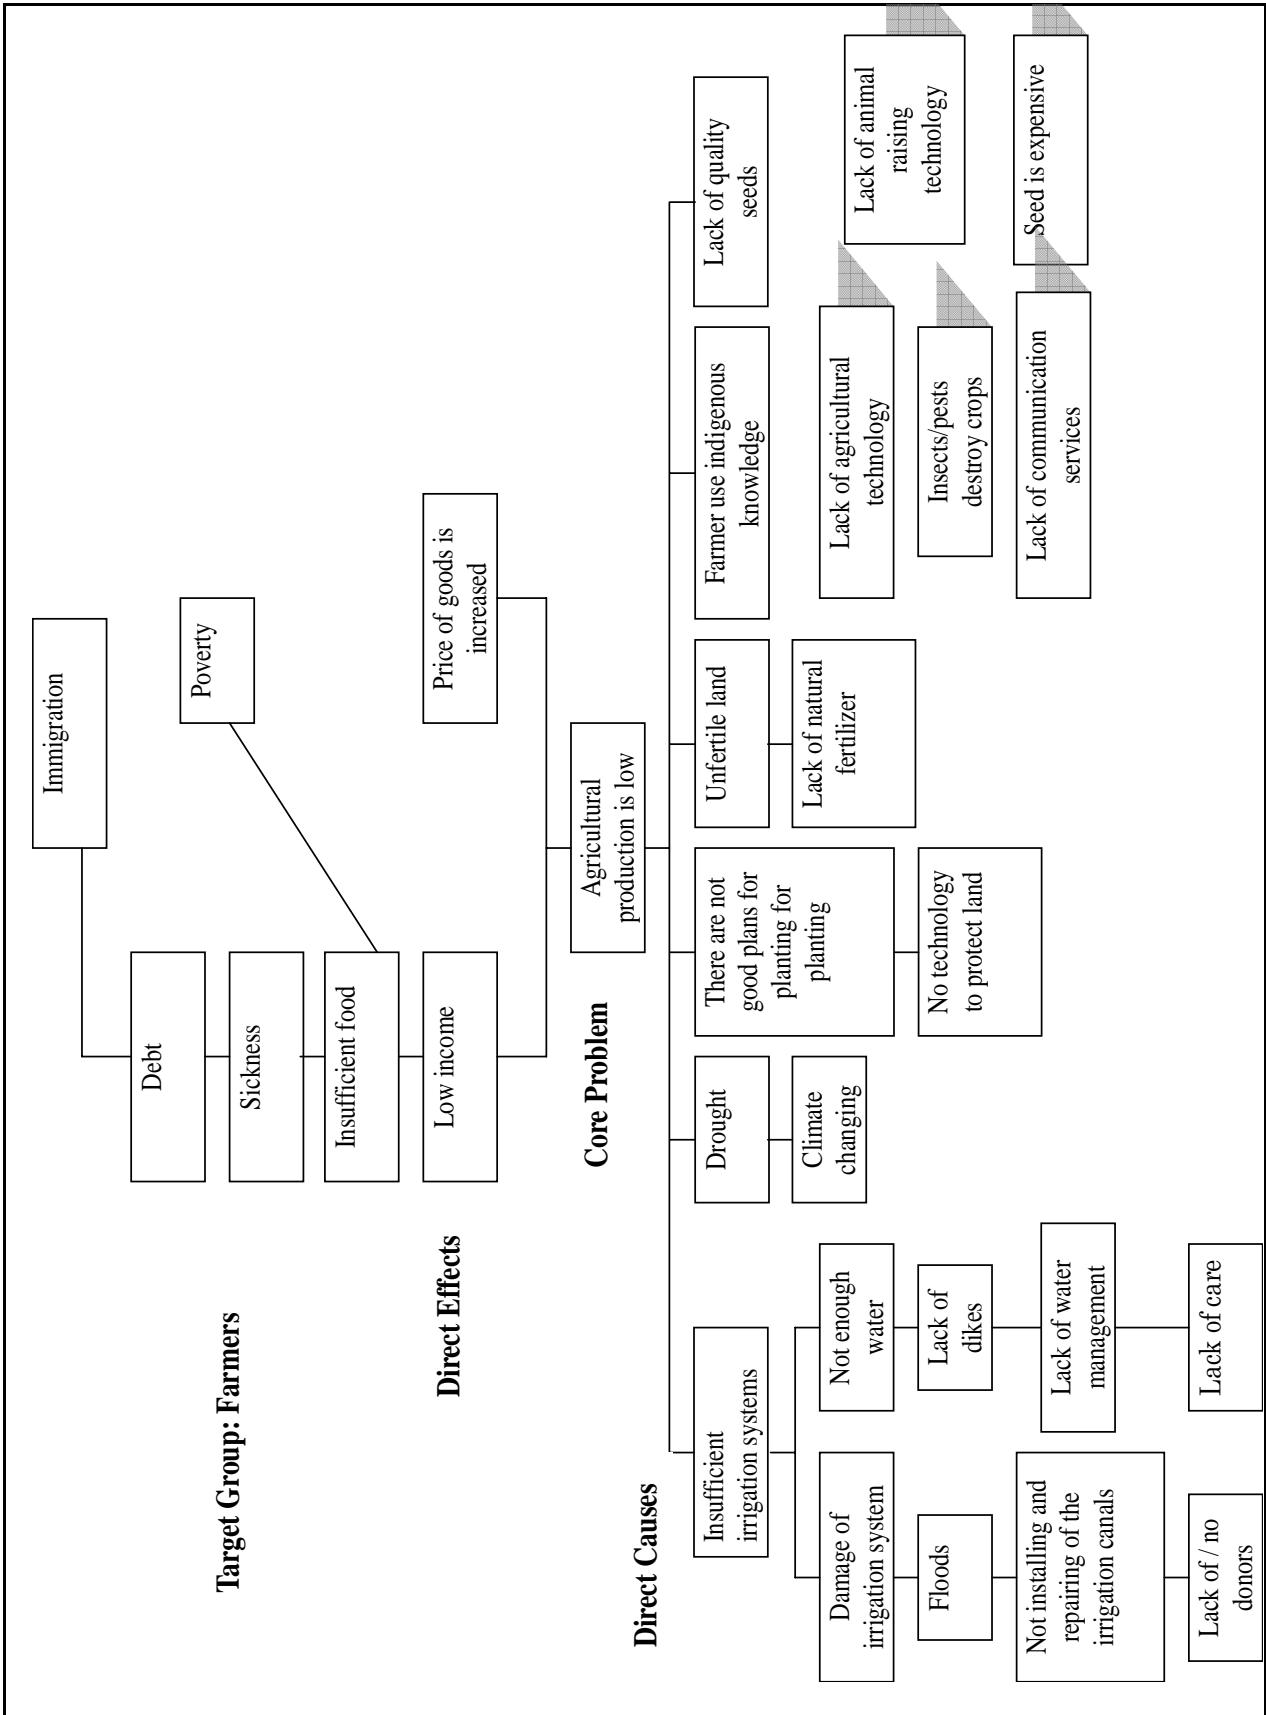 Immigration
Target Group: Farmers
Debt
Poverty
Sickness
Insufficient food
Direct Effects
Low income
Price of goods is
increased
Core Problem
Agricultural
production is low
Direct Causes
Insufficient
irrigation systems
Drought
There are not
good plans for
planting for
planting
Unfertile land
Farmer use indigenous
knowledge
Lack of quality
seeds
Damage of
irrigation system
Not enough
water
Climate
changing
Lack of natural
fertilizer
Lack of agricultural
technology
Lack of animal
raising
technology
Floods
Lack of
dikes
No technology
to protect land
Insects/pests
destroy crops
Not installing and
repairing of the
irrigation canals
Lack of water
management
Lack of communication
services
Seed is expensive
Lack of / no
donors
Lack of care